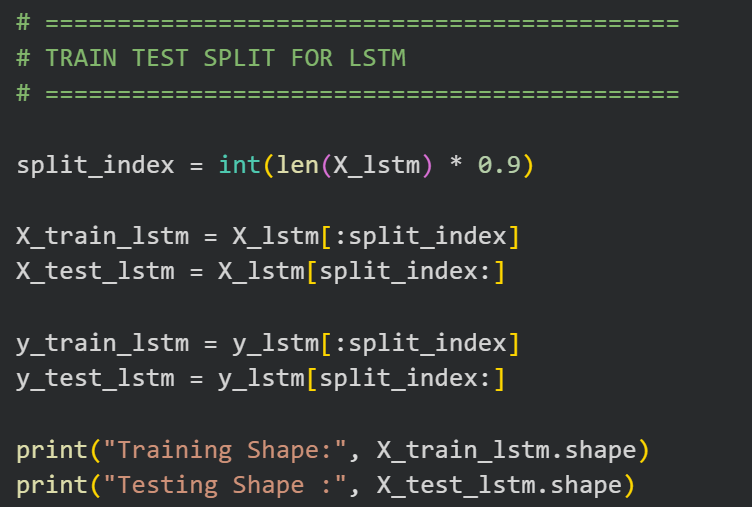 # ============================================
# TRAIN TEST SPLIT FOR LSTM
# ============================================
split_index = int(len(X_lstm) * 0.9)
X_train_lstm = X_lstm[:split_index]
X_test_lstm = X_lstm[split_index:]
y_train_lstm = y_lstm[:split_index]
y_test_lstm = y_lstm[split_index:]
print("Training Shape:", X_train_lstm.shape)
print("Testing Shape :", X_test_lstm.shape)